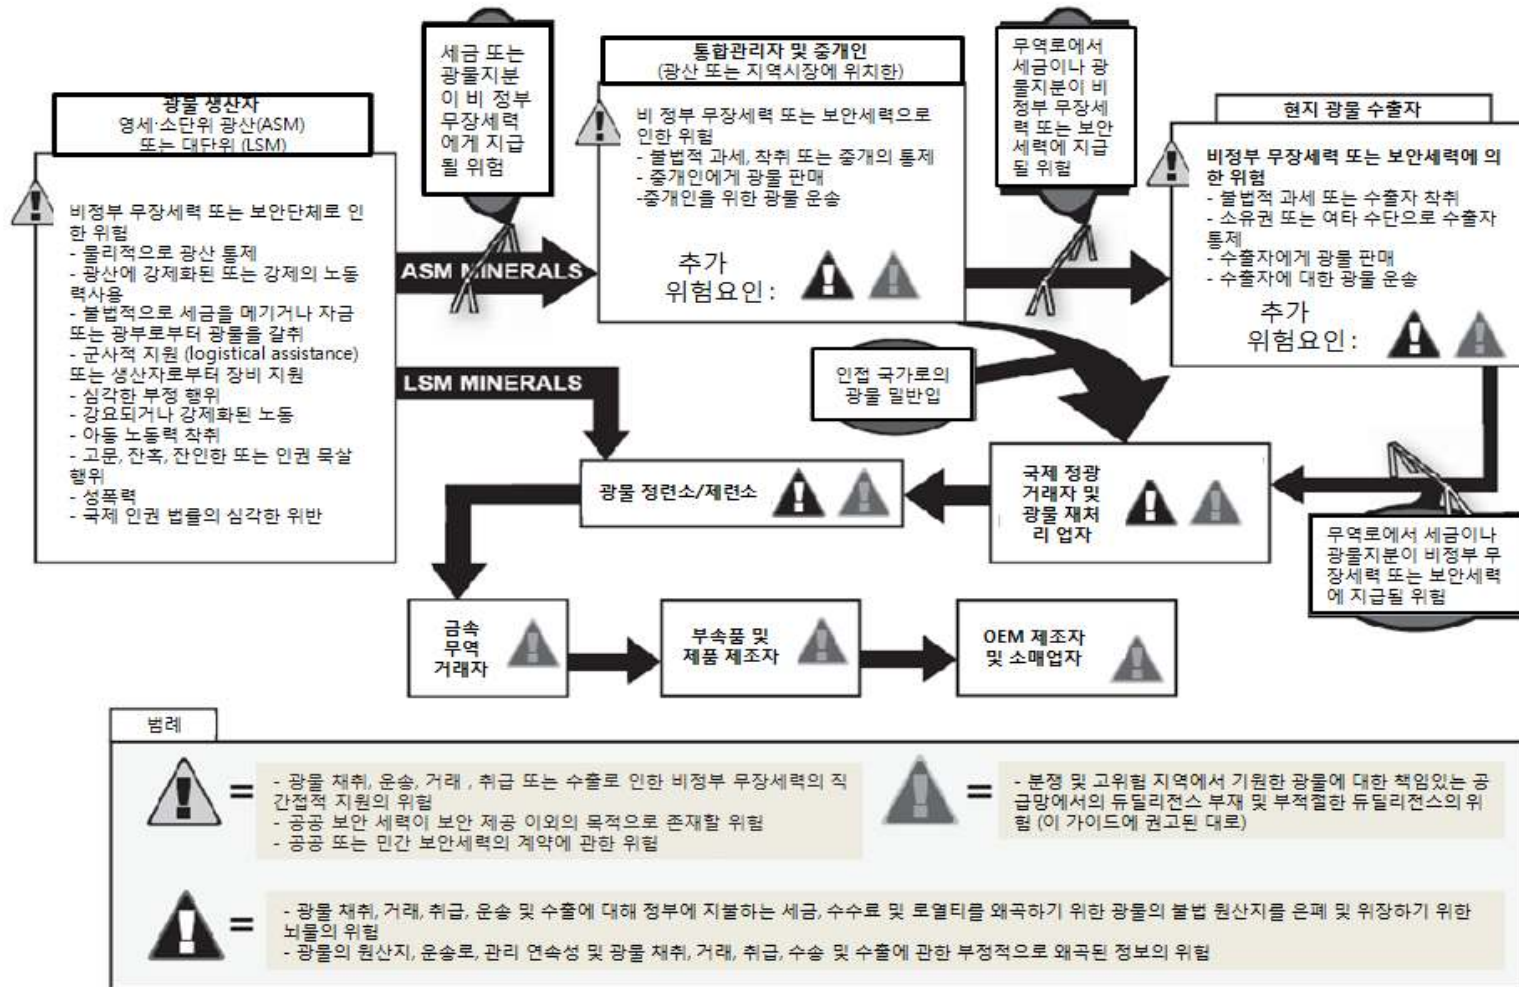 광물 생산자
영세·소단위 광산(ASM)
또는 대단위 (LSM)
비정부 무장세력 또는 보안단체로 인
한 위험
- 물리적으로 광산 통제
- 광산에 강제화된 또는 강제의 노동
력사용
- 불법적으로 세금을 메기거나 자금
또는 광부로부터 광물을 갈취
- 군사적 지원 (logistical assistance)
또는 생산자로부터 장비 지원
- 심각한 부정 행위
- 강요되거나 강제화된 노동
- 아동 노동력 착취
- 고문, 잔혹, 잔인한 또는 인권 묵살
행위
- 성폭력
- 국제 인권 법률의 심각한 위반
세금 또는
광물지분
이 비 정부
무장세력
에게 지급
될 위험
ASM MINERALS
LSM MINERALS
통합관리자 및 중개인
(광산 또는 지역시장에 위치한)
비 정부 무장세력 또는 보안세력으로
인한 위험
- 불법적 과세, 착취 또는 중개의 통제
- 중개인에게 광물 판매
-중개인을 위한 광물 운송
추가
위험요인 :
무역로에서
세금이나 광
물지분이 비
정부 무장세
력 또는 보안
세력에 지급
될 위험
현지 광물 수출자
비정부 무장세력 또는 보안세력에 의
한 위험
- 불법적 과세 또는 수출자 착취
- 소유권 또는 여타 수단으로 수출자
통제
- 수출자에게 광물 판매
- 수출자에 대한 광물 운송
추가
위험요인 :
인접 국가로의
광물 밀반입
광물 정련소/제련소
국제 정광
거래자 및
광물 재처
리 업자
무역로에서 세금이나
광물지분이 비정부 무
장세력 또는 보안세력
에 지급될 위험
금속
무역
거래자
부속품 및
제품 제조자
OEM 제조자
및 소매업자
범례
- 광물 채취, 운송, 거래 , 취급 또는 수출로 인한 비정부 무장세력의 직
간접적 지원의 위험
- 공공 보안 세력이 보안 제공 이외의 목적으로 존재할 위험
- 공공 또는 민간 보안세력의 계약에 관한 위험
- 분쟁 및 고위험 지역에서 기원한 광물에 대한 책임있는 공
급망에서의 듀딜리전스 부재 및 부적절한 듀딜리전스의 위
험 (이 가이드에 권고된 대로)
- 광물 채취, 거래, 취급, 운송 및 수출에 대해 정부에 지불하는 세금, 수수료 및 로열티를 왜곡하기 위한 광물의 불법 원산지를 은폐 및 위장하기 위한
뇌물의 위험
- 광물의 원산지, 운송로, 관리 연속성 및 광물 채취, 거래, 취급, 수송 및 수출에 관한 부정적으로 왜곡된 정보의 위험